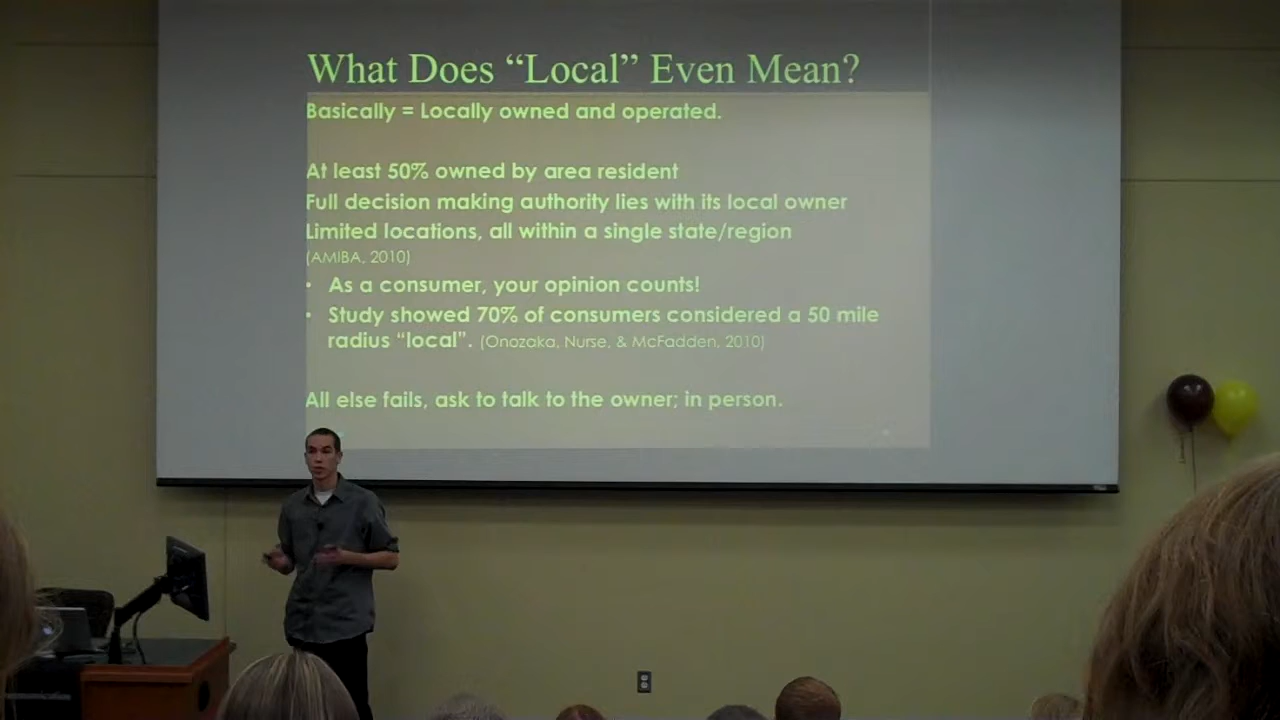 What Does “Local” Even Mean?
Basically = Locally owned and operated.
At least 50% owned by area resident
Full decision making authority lies with its local owner
Limited locations, all within a single state/region
(AMIBA, 2010)
• As a consumer, your opinion counts!
• Study showed 70% of consumers considered a 50 mile
radius “local”. (Onozaka, Nurse, & McFadden, 2010)
All else fails, ask to talk to the owner; in person.